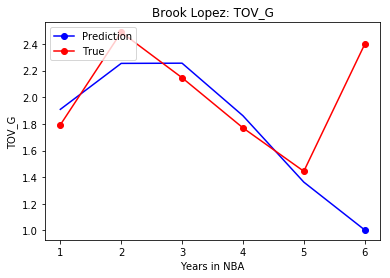 Brook Lopez: TOV_G
Prediction
True
TOV_G
2.4
2.2
2.0
1.8
1.6
1.4
1.2
1.0
1 2 3 4 5 6
Years in NBA